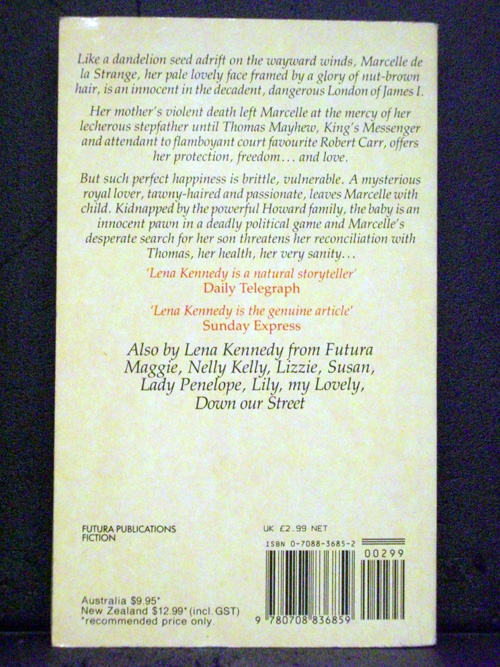 Like a dandelion seed adrift on the wayward winds, Marcelle de
la Strange, her pale lovely face framed by a glory of nut-brown
hair, is an innocent in the decadent, dangerous London of James I.
Her mother's violent death left Marcelle at the mercy of her
lecherous stepfather until Thomas Mayhew, King's Messenger
and attendant to flamboyant court favourite Robert Carr, offers
her protection, freedom... and love.
But such perfect happiness is brittle, vulnerable. A mysterious
royal lover, tawny-haired and passionate, leaves Marcelle with
child. Kidnapped by the powerful Howard family, the baby is an
innocent pawn in a deadly political game and Marcelle's
desperate search for her son threatens her reconciliation with
Thomas, her health, her very sanity...
'Lena Kennedy is a natural storyteller'
Daily Telegraph
'Lena Kennedy is the genuine article'
Sunday Express
Also by Lena Kennedy from Futura
Maggie, Nelly Kelly, Lizzie, Susan,
Lady Penelope, Lily, my Lovely,
Down our Street
FUTURA PUBLICATIONS
FICTION
UK £2.99 NET
ISBN 0-7088-3685-2
00299
Australia $9.95*
New Zealand $12.99* (incl. GST)
*recommended price only.
9 780708 836859